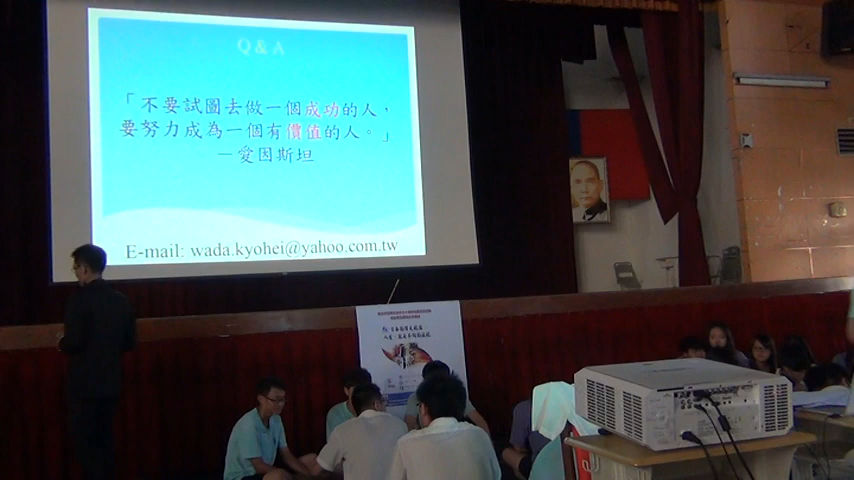 Q & A
「不要試圖去做一個成功的人，
要努力成為一個有價值的人。」
－愛因斯坦
E-mail: wada.kyohei@yahoo.com.tw